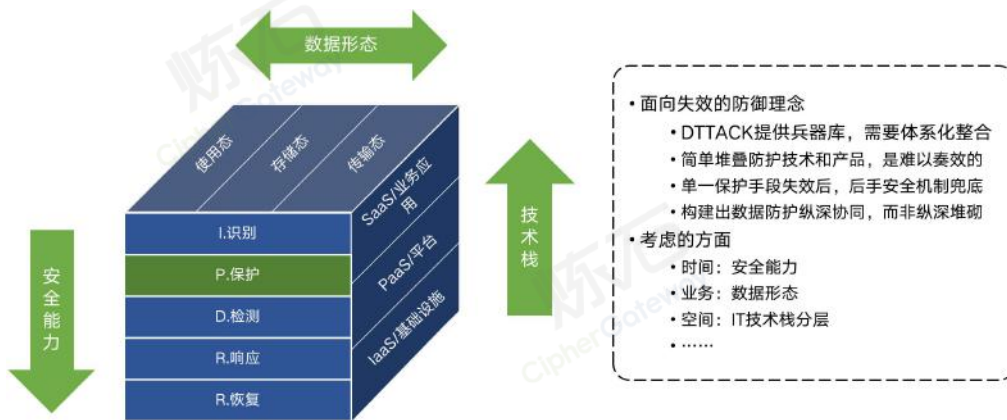 数据形态
使用态
存储态
传输态
I.识别
P.保护
D.检测
R.响应
R.恢复
SaaS/业务应用
PaaS/平台
IaaS/基础设施
安全能力
技术栈
• 面向失效的防御理念
• DTTACK提供兵器库，需要体系化整合
• 简单堆叠防护技术和产品，是难以奏效的
• 单一保护手段失效后，后手安全机制兜底
• 构建出数据防护纵深协同，而非纵深堆砌
• 考虑的方面
• 时间：安全能力
• 业务：数据形态
• 空间：IT技术栈分层
• ……
炼石
CipherGateway
炼石
CipherGateway